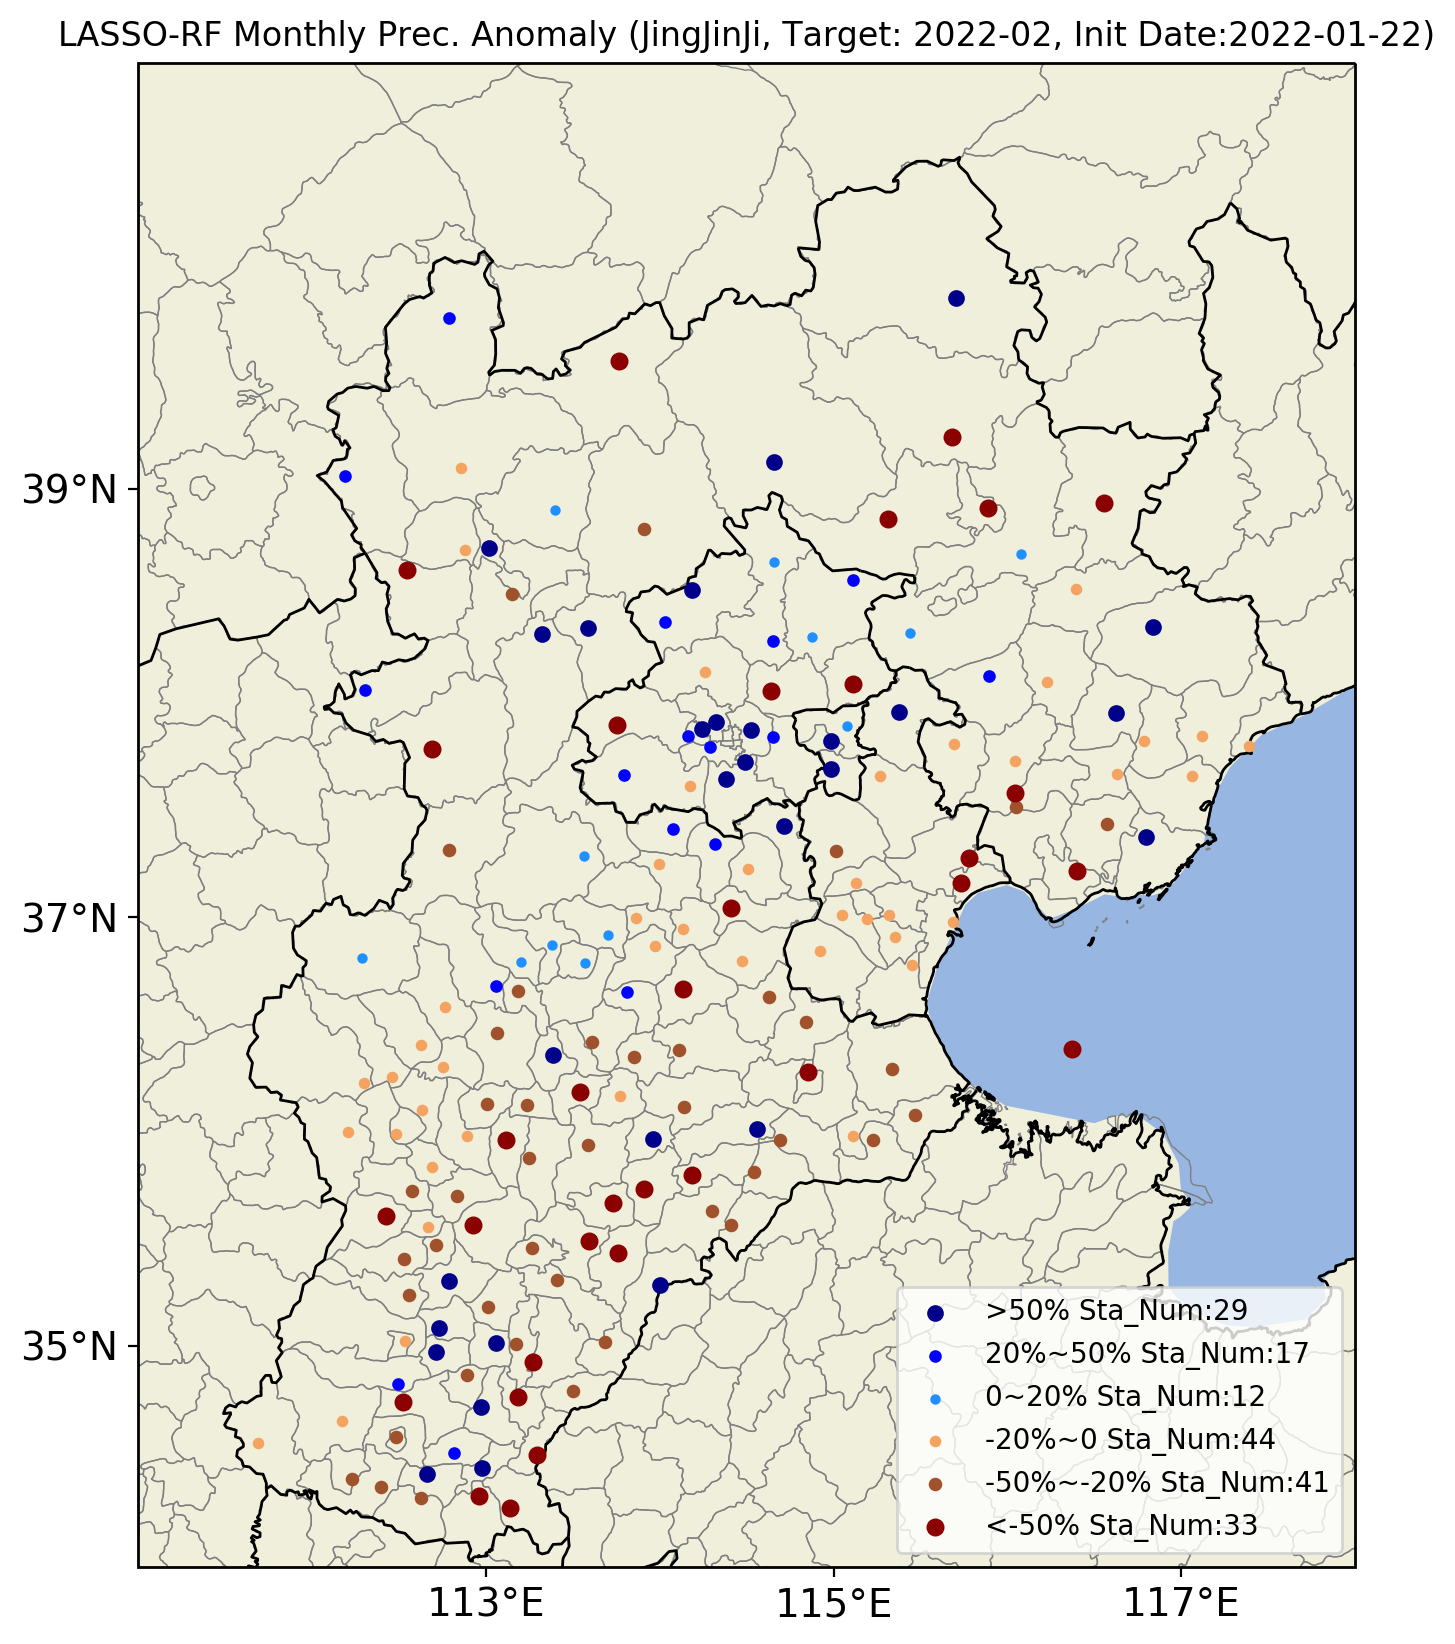 LASSO-RF Monthly Prec. Anomaly (JingJinJi, Target: 2022-02, Init Date:2022-01-22)
39°N
37°N
35°N
113°E
115°E
117°E
>50% Sta_Num:29
20%~50% Sta_Num:17
0~20% Sta_Num:12
-20%~0 Sta_Num:44
-50%~-20% Sta_Num:41
<-50% Sta_Num:33